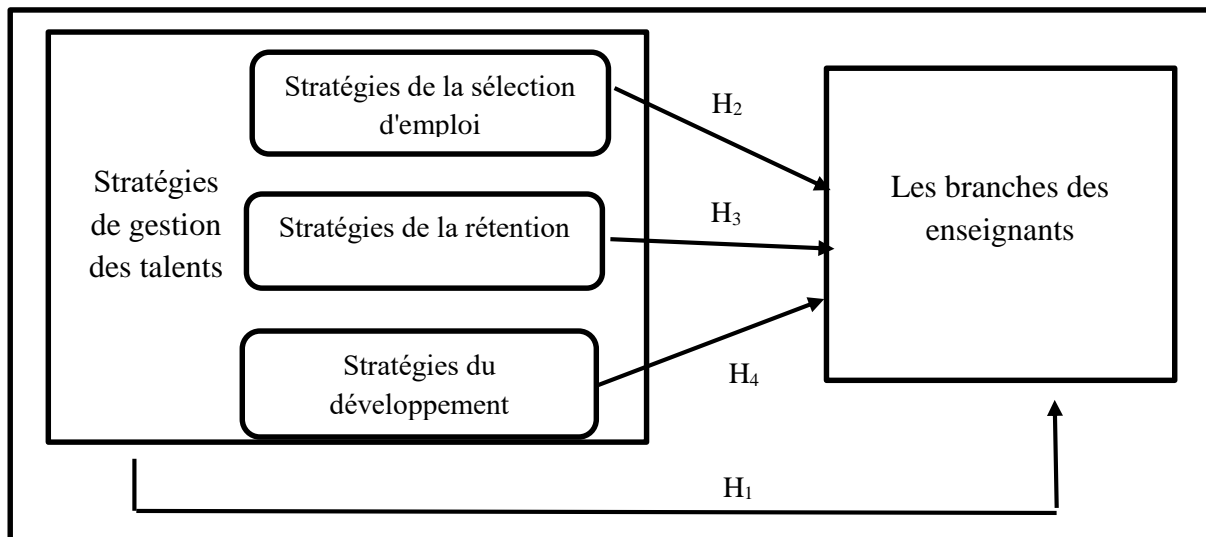 Stratégies
de gestion
des talents
Stratégies de la sélection
d'emploi
Stratégies de la rétention
Stratégies du
développement
H2
H3
H4
Les branches des
enseignants
H1